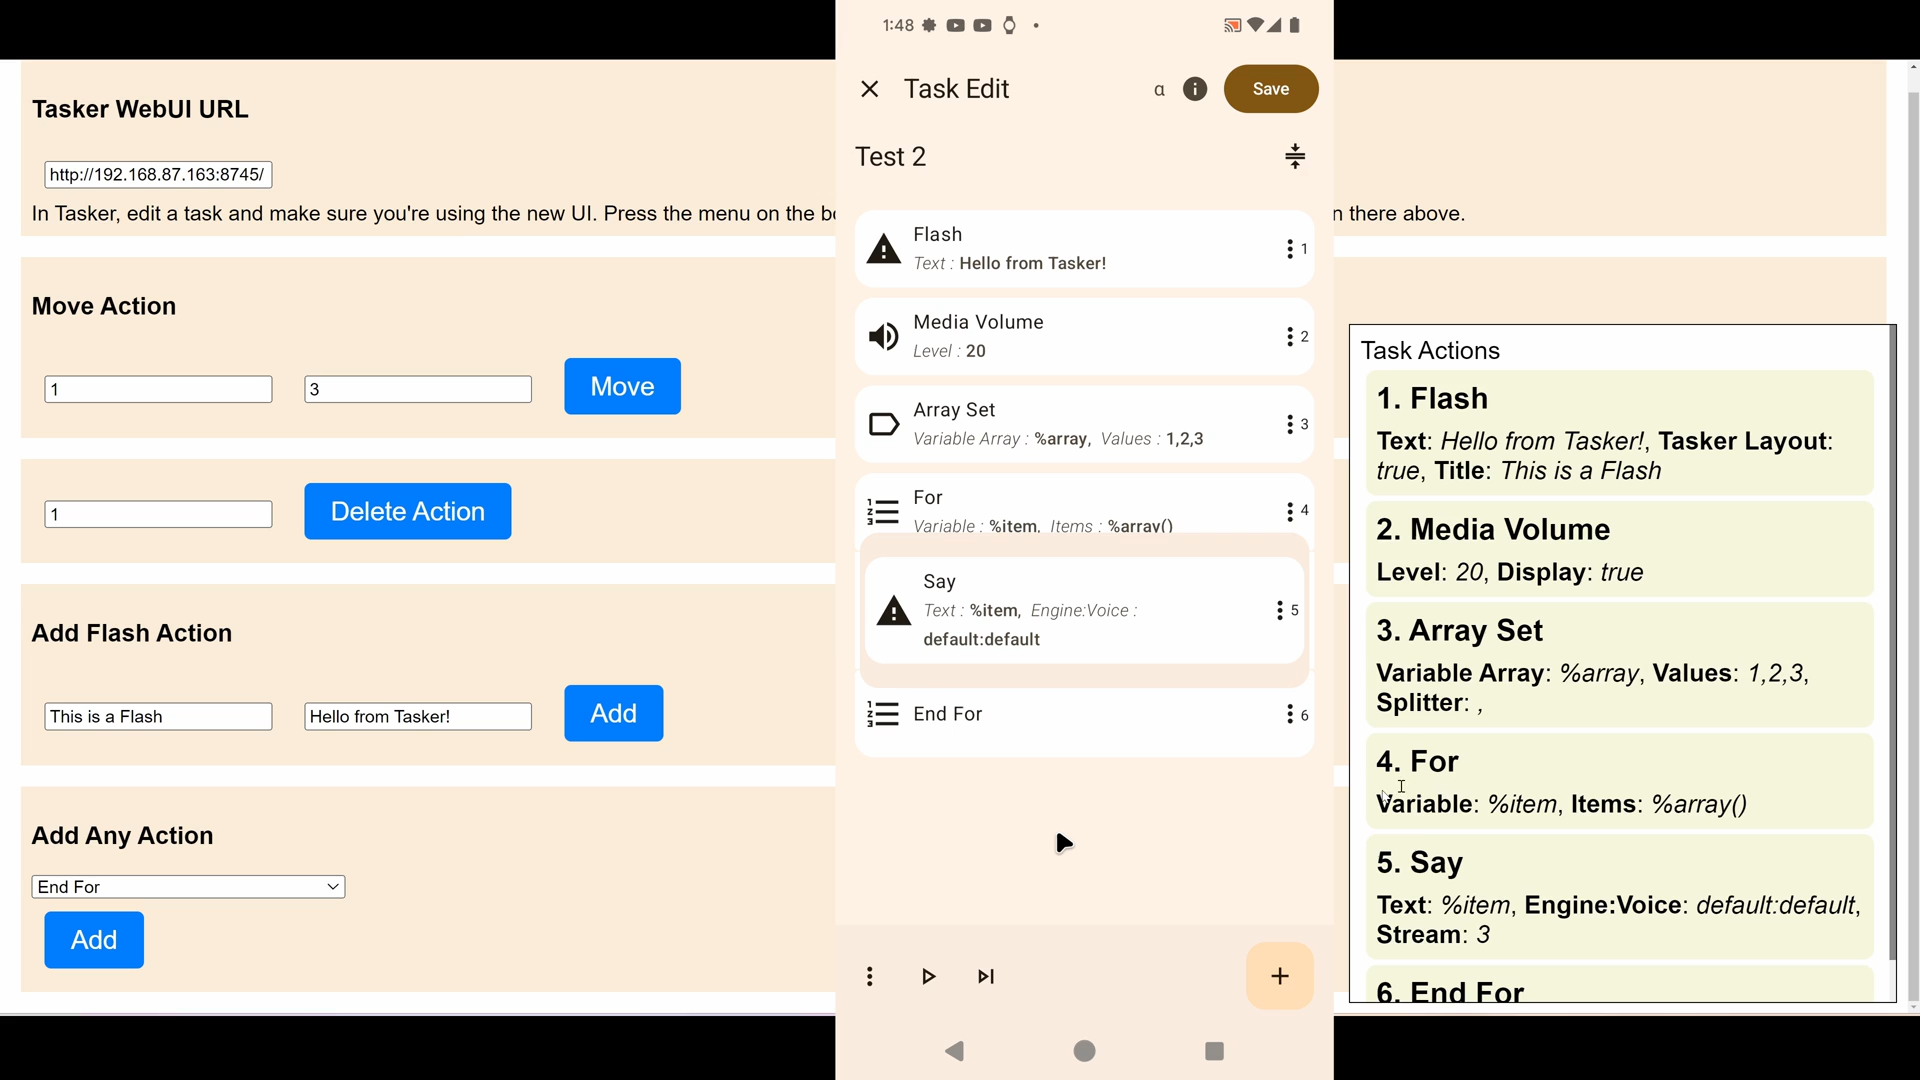 Tasker WebUI URL
http://192.168.87.163:8745/
In Tasker, edit a task and make sure you're using the new UI. Press the menu on the bo
n there above.
Move Action
1
3
Move
1
Delete Action
Add Flash Action
This is a Flash
Hello from Tasker!
Add
Add Any Action
End For
Add
1:48
Task Edit
α
Save
Test 2
Flash
Text : Hello from Tasker!
1
Media Volume
Level : 20
2
Array Set
Variable Array : %array, Values : 1,2,3
3
For
Variable : %item, Items : %array()
4
Say
Text : %item, Engine:Voice :
default:default
5
End For
6
Task Actions
1. Flash
Text: Hello from Tasker!, Tasker Layout:
true, Title: This is a Flash
2. Media Volume
Level: 20, Display: true
3. Array Set
Variable Array: %array, Values: 1,2,3,
Splitter: ,
4. For
Variable: %item, Items: %array()
5. Say
Text: %item, Engine:Voice: default:default,
Stream: 3
6. End For